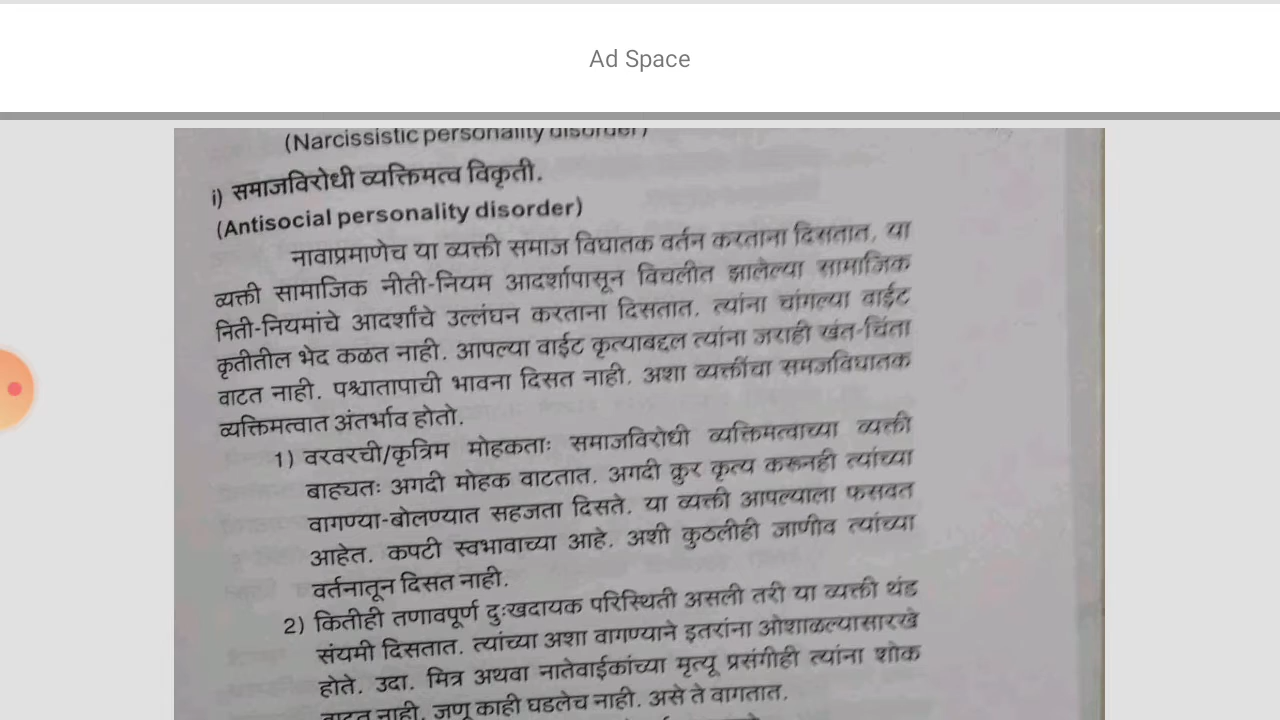 Ad Space
(Narcissistic personality disorder)
i) समाजविरोधी व्यक्तिमत्व विकृती.
(Antisocial personality disorder)
नावाप्रमाणेच या व्यक्ती समाज विघातक वर्तन करताना दिसतात, या
व्यक्ती सामाजिक नीती-नियम आदर्शापासून विचलीत झालेल्या सामाजिक
निती-नियमांचे आदर्शांचे उल्लंघन करताना दिसतात. त्यांना चांगल्या वाईट
कृतीतील भेद कळत नाही. आपल्या वाईट कृत्याबद्दल त्यांना जराही खंत-चिंता
वाटत नाही. पश्चातापाची भावना दिसत नाही. अशा व्यक्तींचा समजविघातक
व्यक्तिमत्वात अंतर्भाव होतो.
1) वरवरची/कृत्रिम मोहकताः समाजविरोधी व्यक्तिमत्वाच्या व्यक्ती
बाह्यतः अगदी मोहक वाटतात. अगदी क्रुर कृत्य करूनही त्यांच्या
वागण्या-बोलण्यात सहजता दिसते. या व्यक्ती आपल्याला फसवत
आहेत. कपटी स्वभावाच्या आहे. अशी कुठलीही जाणीव त्यांच्या
वर्तनातून दिसत नाही.
2) कितीही तणावपूर्ण दुःखदायक परिस्थिती असली तरी या व्यक्ती थंड
संयमी दिसतात. त्यांच्या अशा वागण्याने इतरांना ओशाळल्यासारखे
होते. उदा. मित्र अथवा नातेवाईकांच्या मृत्यू प्रसंगीही त्यांना शोक
वाटत नाही. जणू काही घडलेच नाही. असे ते वागतात.